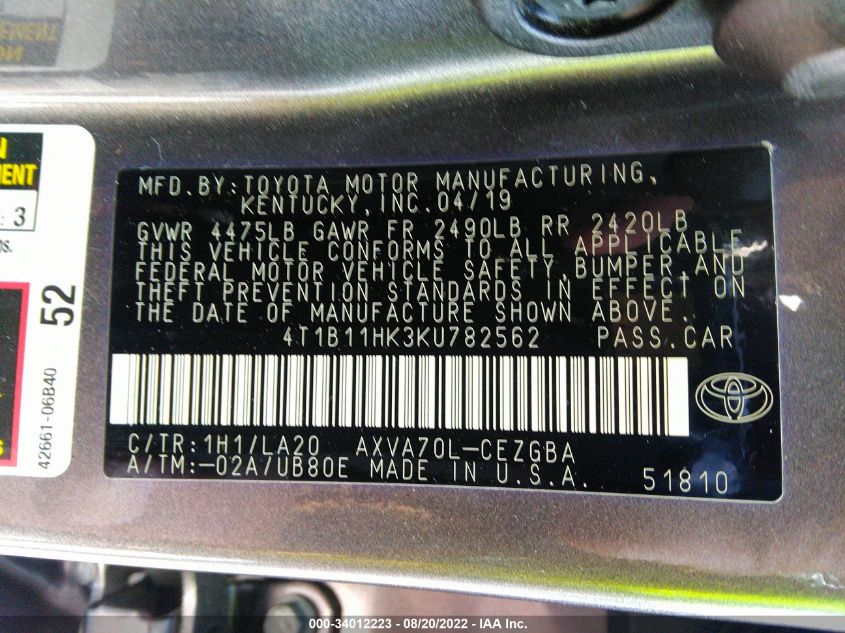 MFD.BY:TOYOTA MOTOR MANUFACTURING,
KENTUCKY,INC.04/19
GVWR 4475LB GAWR FR 2490LB RR 2420LB
THIS VEHICLE CONFORMS TO ALL APPLICABLE
FEDERAL MOTOR VEHICLE SAFETY,BUMPER,AND
THEFT PREVENTION STANDARDS IN EFFECT ON
THE DATE OF MANUFACTURE SHOWN ABOVE.
4T1B11HK3KU782562 PASS.CAR
C/TR:1H1/LA20 AXVA70L-CEZGBA
A/TM:-02A/UB80E MADE IN U.S.A.
51810
: 3
52
42661-06B40
000-34012223 - 08/20/2022 - IAA Inc.